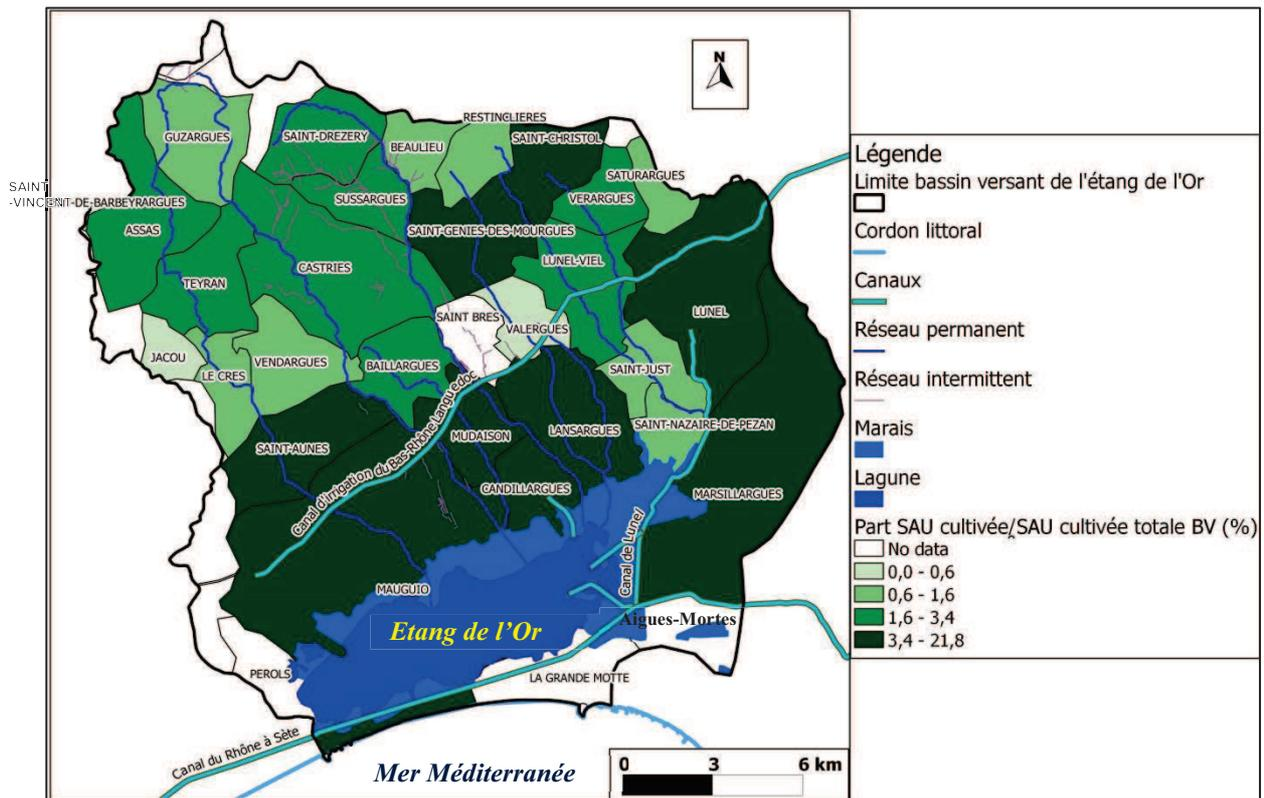 N
RESTINCLIERES
GUZARGUES
SAINT-DREZERY
BEAULIEU
SAINT-CHRISTOL
SATURARGUES
SAINT
-VINCENT-DE-BARBEYRARGUES
SUSSARGUES
VERARGUES
ASSAS
SAINT-GENIES-DES-MOURGUES
CASTRIES
LUNEL-VIEL
TEYRAN
LUNEL
SAINT BRES
VALERGUES
JACOU
VENDARGUES
BAILLARGUES
LE CRES
SAINT-JUST
SAINT-NAZAIRE-DE-PEZAN
SAINT-AUNES
MUDAISON
LANSARGUES
Canal d'irrigation du Bas-Rhône Languedoc
CANDILLARGUES
MARSILLARGUES
Canal de Lunel
MAUGUIO
Aigues-Mortes
Etang de l'Or
PEROLS
LA GRANDE MOTTE
Canal du Rhône à Sète
Mer Méditerranée
0 3 6 km
Légende
Limite bassin versant de l'étang de l'Or
Cordon littoral
Canaux
Réseau permanent
Réseau intermittent
Marais
Lagune
Part SAU cultivée/SAU cultivée totale BV (%)
No data
0,0 - 0,6
0,6 - 1,6
1,6 - 3,4
3,4 - 21,8